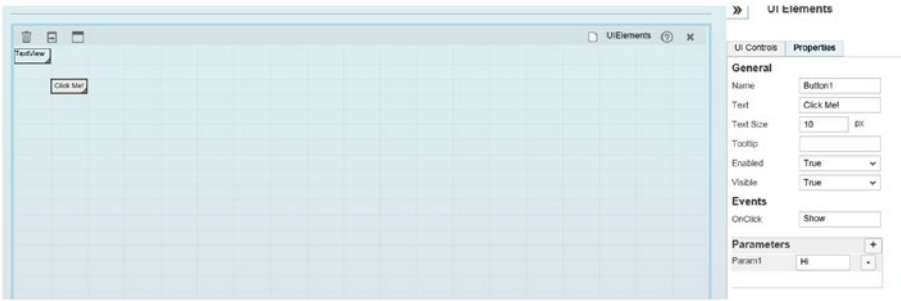 » UI Elements
UIElements ? ×
TextView
Click Me!
UI Controls Properties
General
Name Button1
Text Click Me!
Text Size 10 px
Tooltip
Enabled True
Visible True
Events
OnClick Show
Parameters +
Param1 Hi -